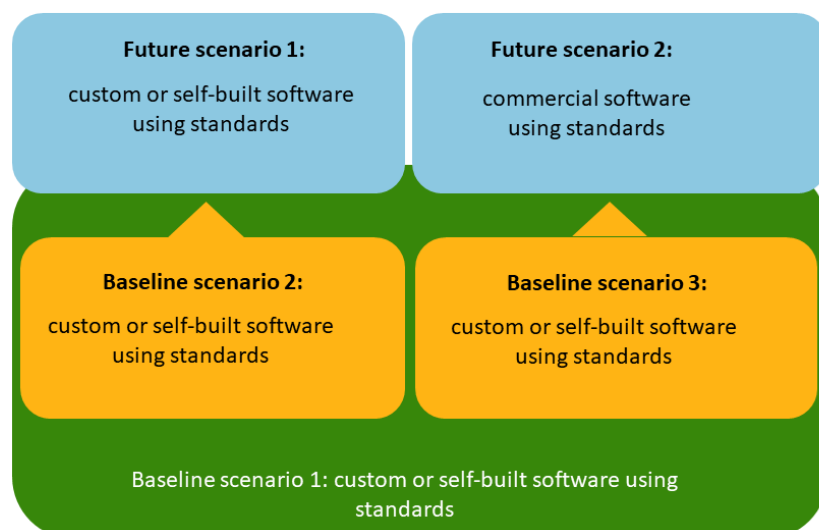 Future scenario 1:
custom or self-built software
using standards
Future scenario 2:
commercial software
using standards
Baseline scenario 2:
custom or self-built software
using standards
Baseline scenario 3:
custom or self-built software
using standards
Baseline scenario 1: custom or self-built software using
standards